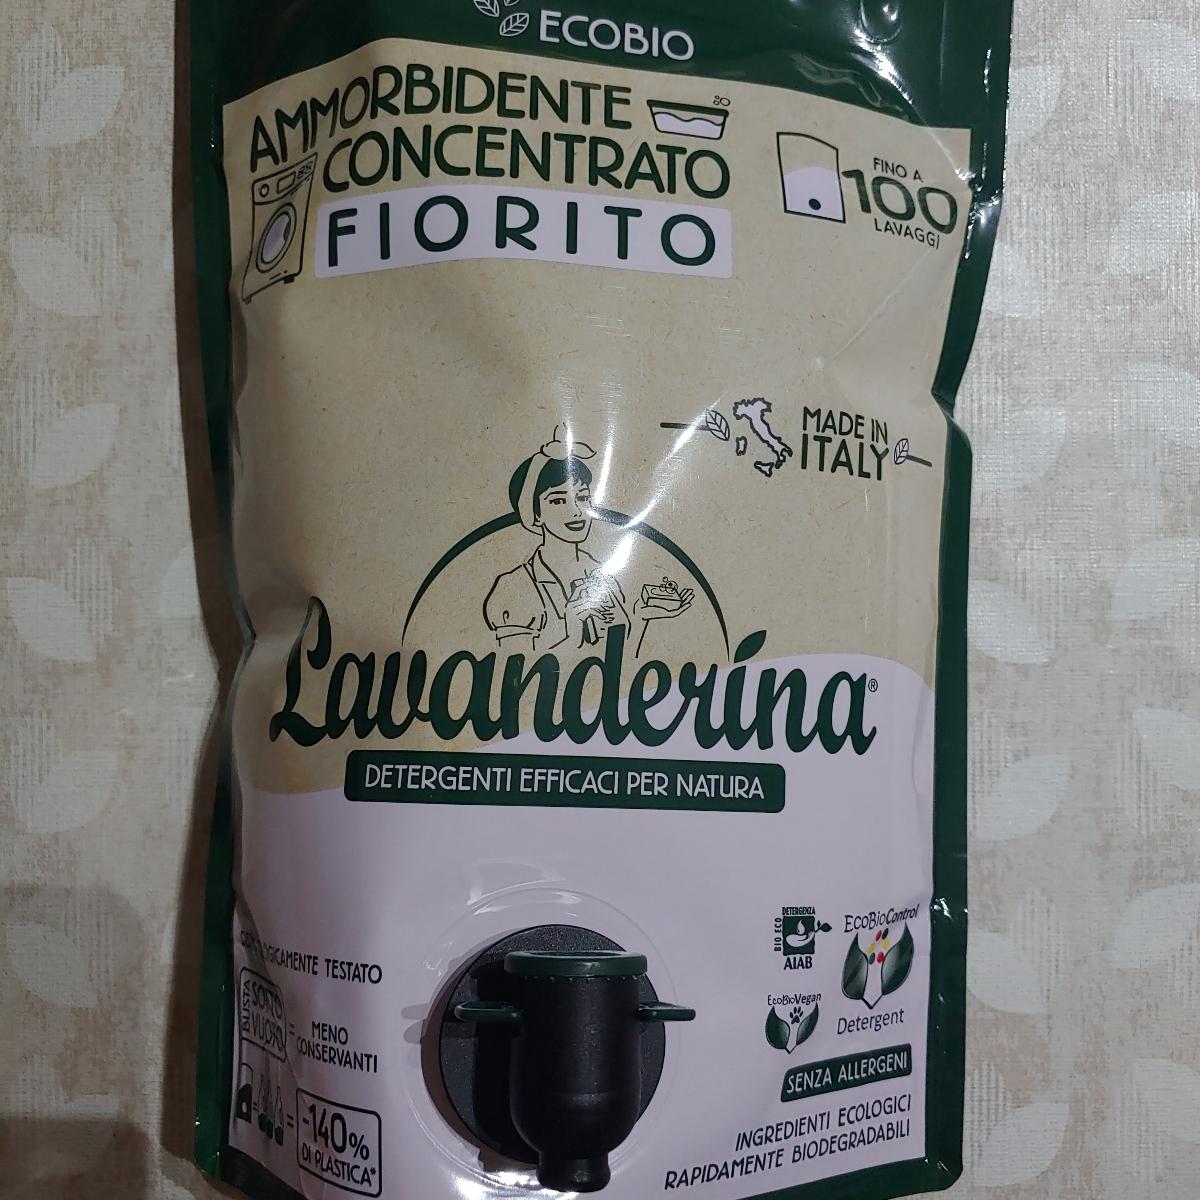 ECOBIO
AMMORBIDENTE
CONCENTRATO
FIORITO
FINO A
100
LAVAGGI
MADE IN
ITALY
Lavanderina®
DETERGENTI EFFICACI PER NATURA
TESTATO
BUSTA
SOTTO
VUOTO
=
MENO
CONSERVANTI
-140%
DI PLASTICA*
BIO ECO
DETERGENZA
AIAB
EcoBioControl
Detergent
EcoBioVegan
SENZA ALLERGENI
INGREDIENTI ECOLOGICI
RAPIDAMENTE BIODEGRADABILI